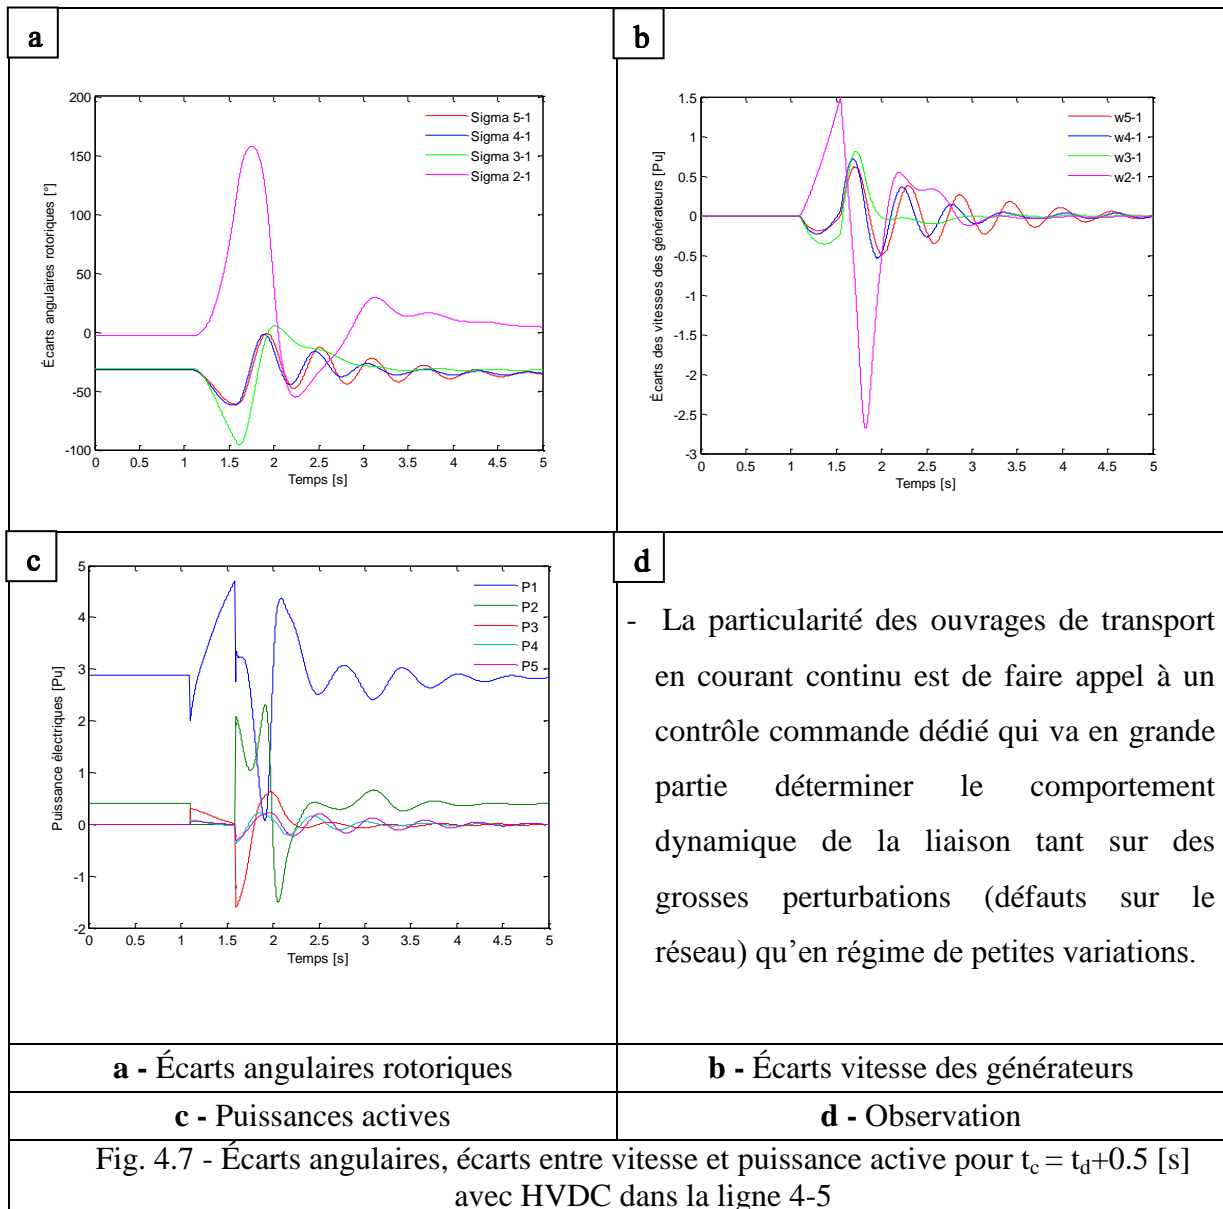 a
200
150
100
50
0
-50
-100
0 0.5 1 1.5 2 2.5 3 3.5 4 4.5 5
Temps [s]
Écarts angulaires rotoriques [°]
Sigma 5-1
Sigma 4-1
Sigma 3-1
Sigma 2-1
b
1.5
1
0.5
0
-0.5
-1
-1.5
-2
-2.5
-3
0 0.5 1 1.5 2 2.5 3 3.5 4 4.5 5
Temps [s]
Écarts des vitesses des générateurs [Pu]
w5-1
w4-1
w3-1
w2-1
c
5
4
3
2
1
0
-1
-2
0 0.5 1 1.5 2 2.5 3 3.5 4 4.5 5
Temps [s]
Puissance électriques [Pu]
P1
P2
P3
P4
P5
d
- La particularité des ouvrages de transport
en courant continu est de faire appel à un
contrôle commande dédié qui va en grande
partie déterminer le comportement
dynamique de la liaison tant sur des
grosses perturbations (défauts sur le
réseau) qu’en régime de petites variations.
a - Écarts angulaires rotoriques
b - Écarts vitesse des générateurs
c - Puissances actives
d - Observation
Fig. 4.7 - Écarts angulaires, écarts entre vitesse et puissance active pour tc = td+0.5 [s]
avec HVDC dans la ligne 4-5